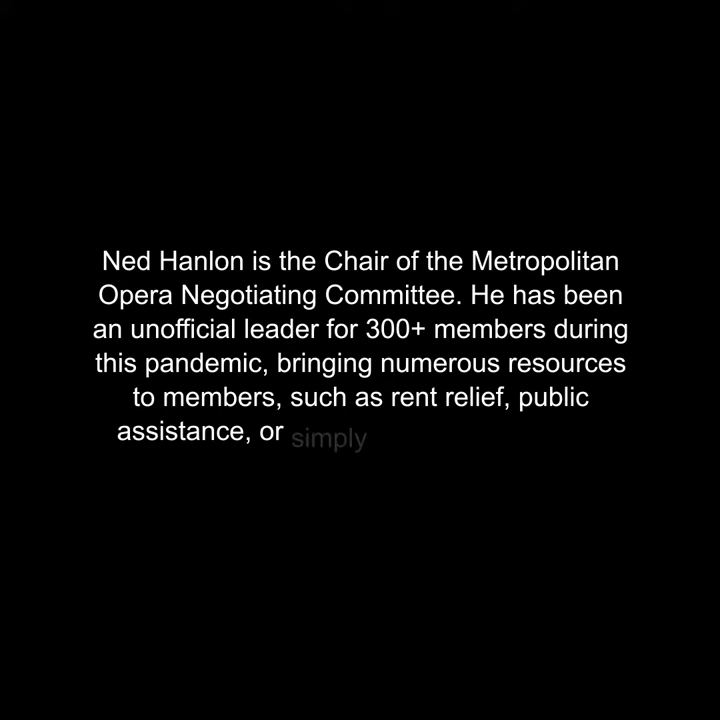 Ned Hanlon is the Chair of the Metropolitan
Opera Negotiating Committee. He has been
an unofficial leader for 300+ members during
this pandemic, bringing numerous resources
to members, such as rent relief, public
assistance, or simply